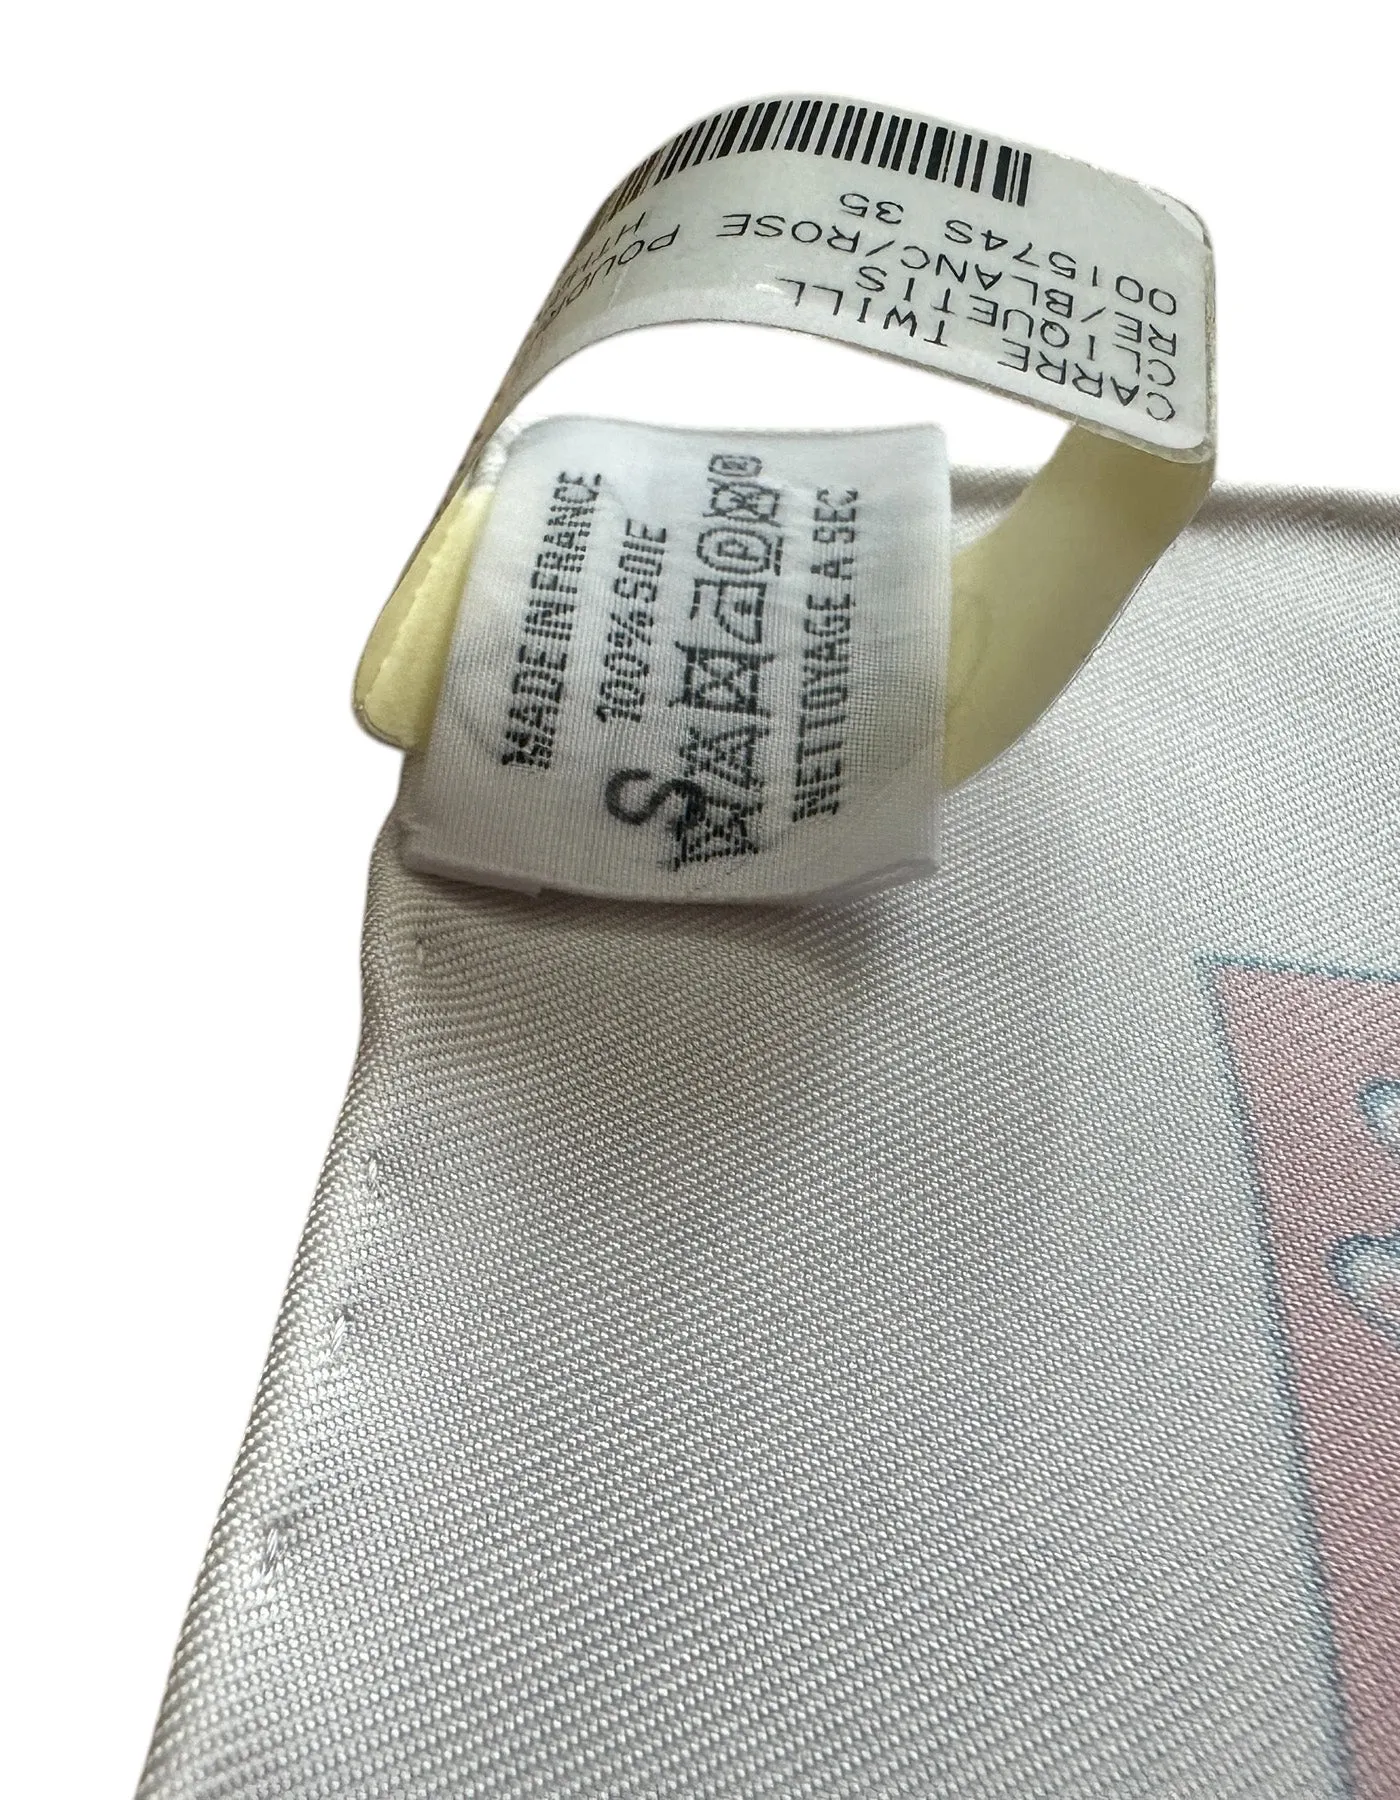 CARRE TWILL
CLIQUETIS
RE/BLANC/ROSE POUDR
001574S 35
MADE IN FRANCE
100% SOIE
S
P
NETTOYAGE A SEC